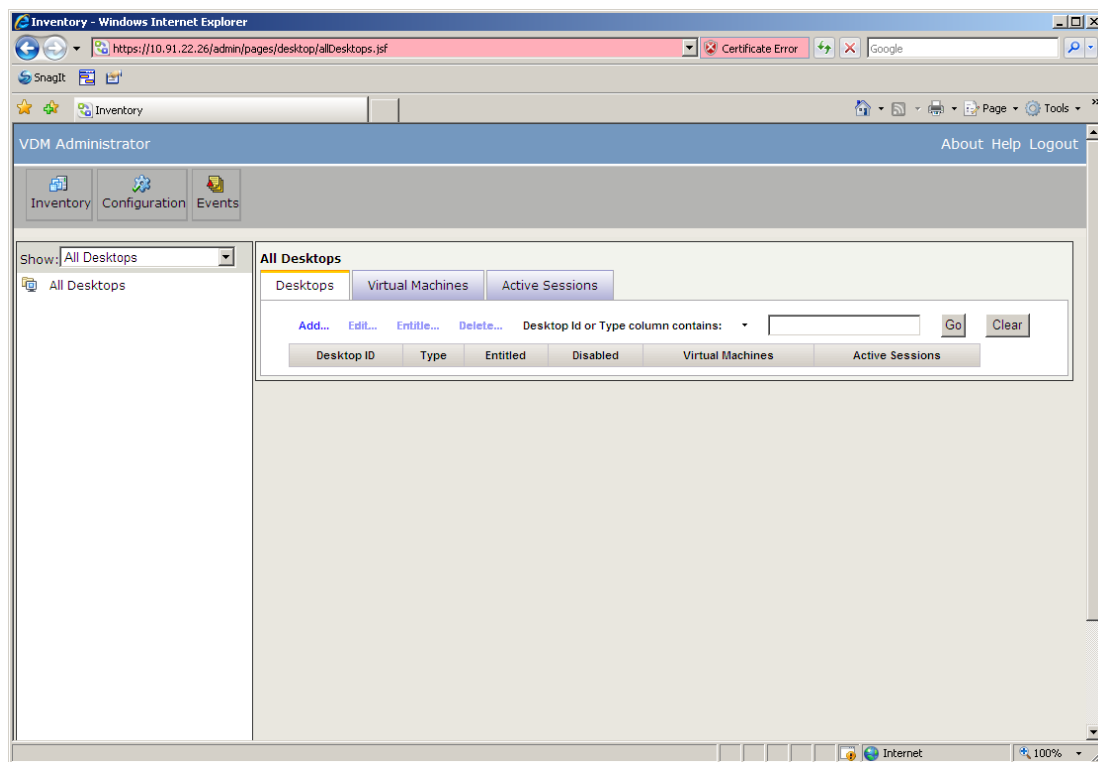 Inventory - Windows Internet Explorer
https://10.91.22.26/admin/pages/desktop/allDesktops.jsf Certificate Error Google
SnagIt
Inventory Page Tools
VDM Administrator About Help Logout
Inventory Configuration Events
Show: All Desktops
All Desktops
All Desktops
Desktops Virtual Machines Active Sessions
Add... Edit... Entitle... Delete... Desktop Id or Type column contains: Go Clear
Desktop ID Type Entitled Disabled Virtual Machines Active Sessions
Internet 100%